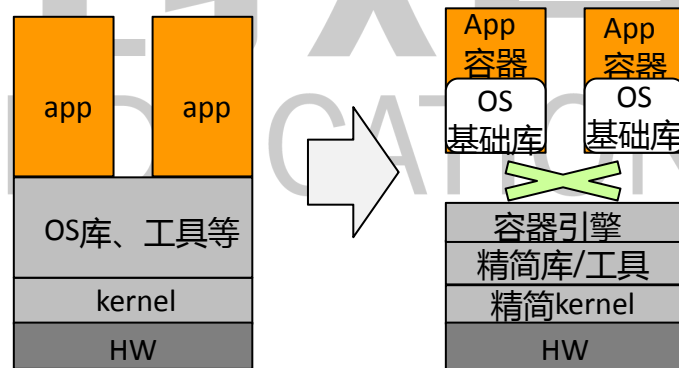 app
app
OS库、工具等
kernel
HW
App
容器
OS
基础库
App
容器
OS
基础库
容器引擎
精简库/工具
精简kernel
HW